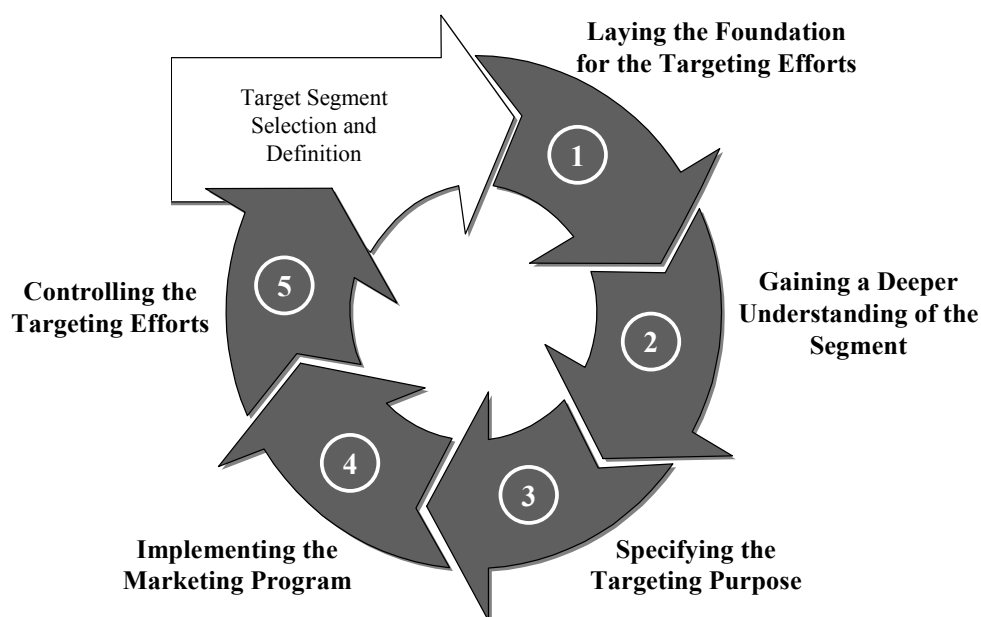 Laying the Foundation
for the Targeting Efforts
Target Segment
Selection and
Definition
1
Gaining a Deeper
Understanding of the
Segment
2
Specifying the
Targeting Purpose
3
Implementing the
Marketing Program
4
Controlling the
Targeting Efforts
5